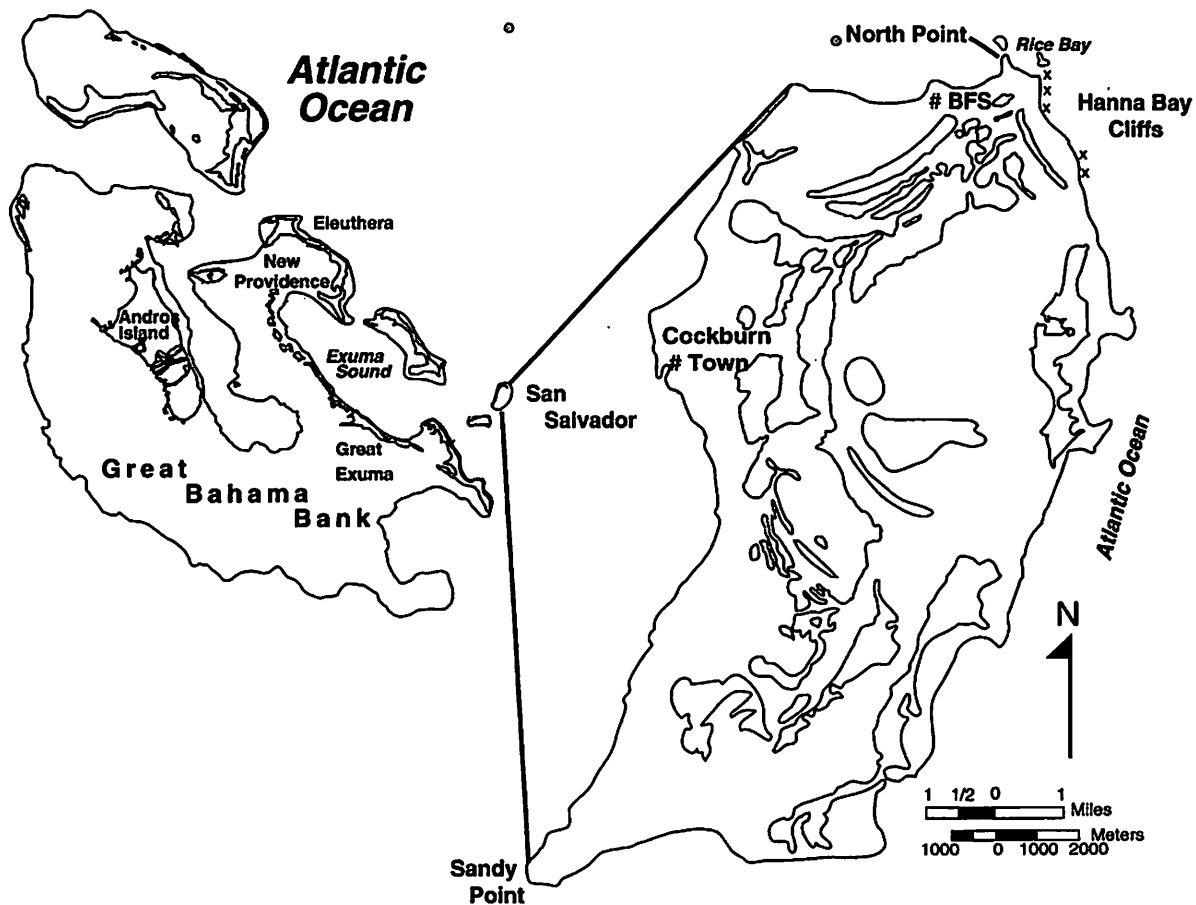 Atlantic
Ocean
Eleuthera
New
Providence
Andros
Island
Exuma
Sound
San
Salvador
Great
Exuma
Great
Bahama
Bank
North Point
Rice Bay
x
x
x
# BFS
Hanna Bay
Cliffs
x
x
Cockburn
# Town
Atlantic Ocean
N
1 1/2 0 1
Miles
Meters
1000 0 1000 2000
Sandy
Point